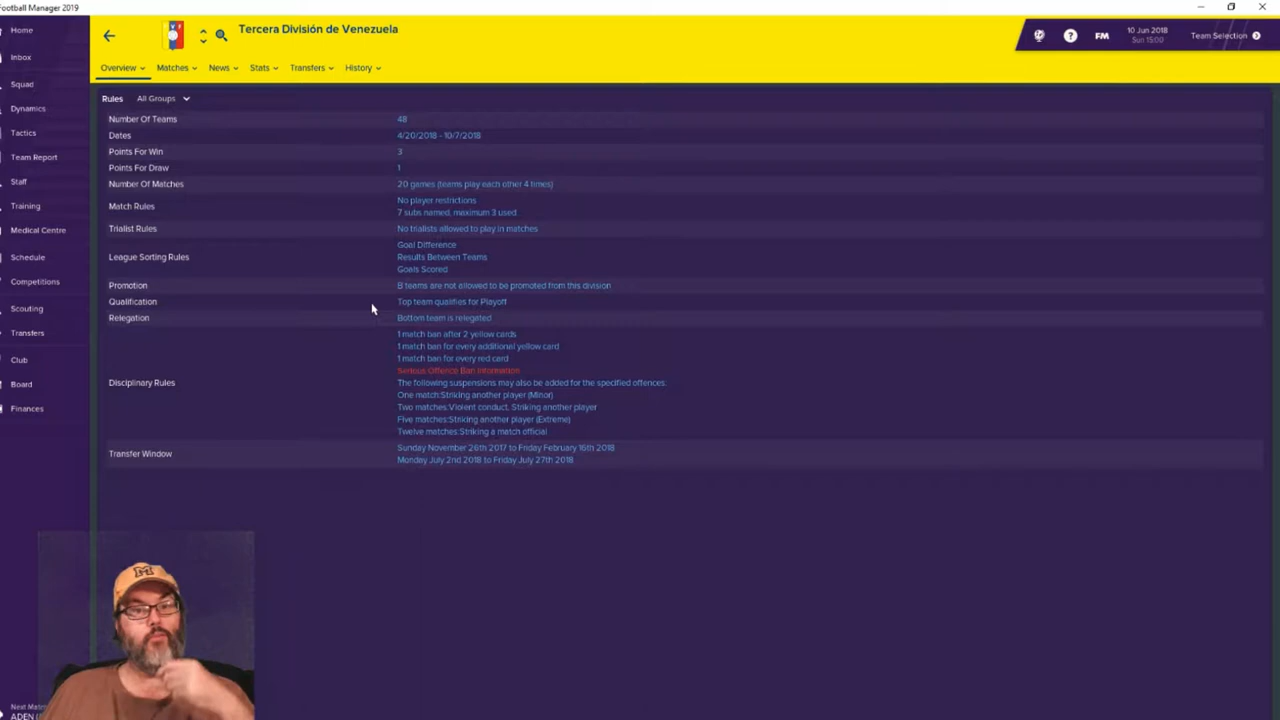 Football Manager 2019
Home
Inbox
Squad
Dynamics
Tactics
Team Report
Staff
Training
Medical Centre
Schedule
Competitions
Scouting
Transfers
Club
Board
Finances
Next Matc
ADEN
Tercera División de Venezuela
FM
10 Jun 2018
Sun 15:00
Team Selection
Overview
Matches
News
Stats
Transfers
History
Rules All Groups
Number Of Teams 48
Dates 4/20/2018 - 10/7/2018
Points For Win 3
Points For Draw 1
Number Of Matches 20 games (teams play each other 4 times)
Match Rules No player restrictions
7 subs named, maximum 3 used
Trialist Rules No trialists allowed to play in matches
League Sorting Rules Goal Difference
Results Between Teams
Goals Scored
Promotion B teams are not allowed to be promoted from this division
Qualification Top team qualifies for Playoff
Relegation Bottom team is relegated
Disciplinary Rules 1 match ban after 2 yellow cards
1 match ban for every additional yellow card
1 match ban for every red card
Serious Offence Ban Information
The following suspensions may also be added for the specified offences:
One match:Striking another player (Minor)
Two matches:Violent conduct, Striking another player
Five matches:Striking another player (Extreme)
Twelve matches:Striking a match official
Transfer Window Sunday November 26th 2017 to Friday February 16th 2018
Monday July 2nd 2018 to Friday July 27th 2018